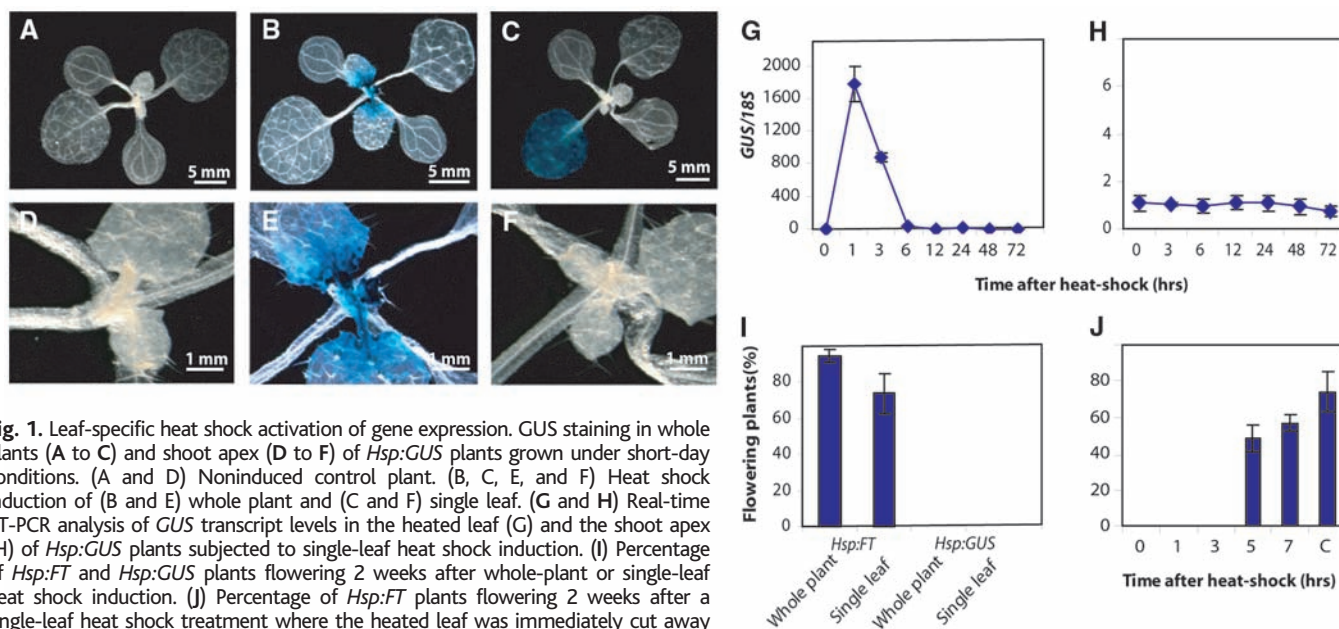 A
5 mm
B
5 mm
C
5 mm
D
1 mm
E
1 mm
F
1 mm
G
GUS/18S
2000
1600
1200
800
400
0
0 1 3 6 12 24 48 72
H
6
4
2
0
0 3 6 12 24 48 72
Time after heat-shock (hrs)
I
Flowering plants(%)
80
60
40
20
0
Hsp:FT Hsp:GUS
Whole plant
Single leaf
Whole plant
Single leaf
J
80
60
40
20
0
0 1 3 5 7 C
Time after heat-shock (hrs)
ig. 1. Leaf-specific heat shock activation of gene expression. GUS staining in whole
lants (A to C) and shoot apex (D to F) of Hsp:GUS plants grown under short-day
onditions. (A and D) Noninduced control plant. (B, C, E, and F) Heat shock
nduction of (B and E) whole plant and (C and F) single leaf. (G and H) Real-time
T-PCR analysis of GUS transcript levels in the heated leaf (G) and the shoot apex
H) of Hsp:GUS plants subjected to single-leaf heat shock induction. (I) Percentage
f Hsp:FT and Hsp:GUS plants flowering 2 weeks after whole-plant or single-leaf
eat shock induction. (J) Percentage of Hsp:FT plants flowering 2 weeks after a
ingle-leaf heat shock treatment where the heated leaf was immediately cut away